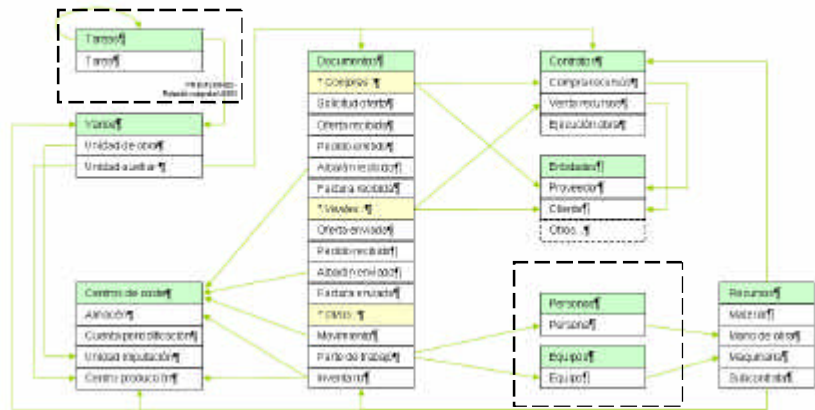 Tareas¶
Tarea¶
Varios¶
Unidad de obra¶
Unidad auxiliar¶
Centros de coste¶
Almacén¶
Cuenta periodificación¶
Unidad imputación¶
Centro producción¶
Documentos¶
* Compras ¶
Solicitud oferta¶
Oferta recibida¶
Pedido emitido¶
Albarán recibido¶
Factura recibida¶
* Ventas ¶
Oferta enviada¶
Pedido recibido¶
Albarán enviado¶
Factura enviada¶
* Otros ¶
Movimiento¶
Parte de trabajo¶
Inventario¶
Contratos¶
Compra recursos¶
Venta recursos¶
Ejecución obra¶
Entidades¶
Proveedor¶
Cliente¶
Otros...¶
Personas¶
Persona¶
Equipos¶
Equipo¶
Recursos¶
Material¶
Mano de obra¶
Maquinaria¶
Subcontrata¶